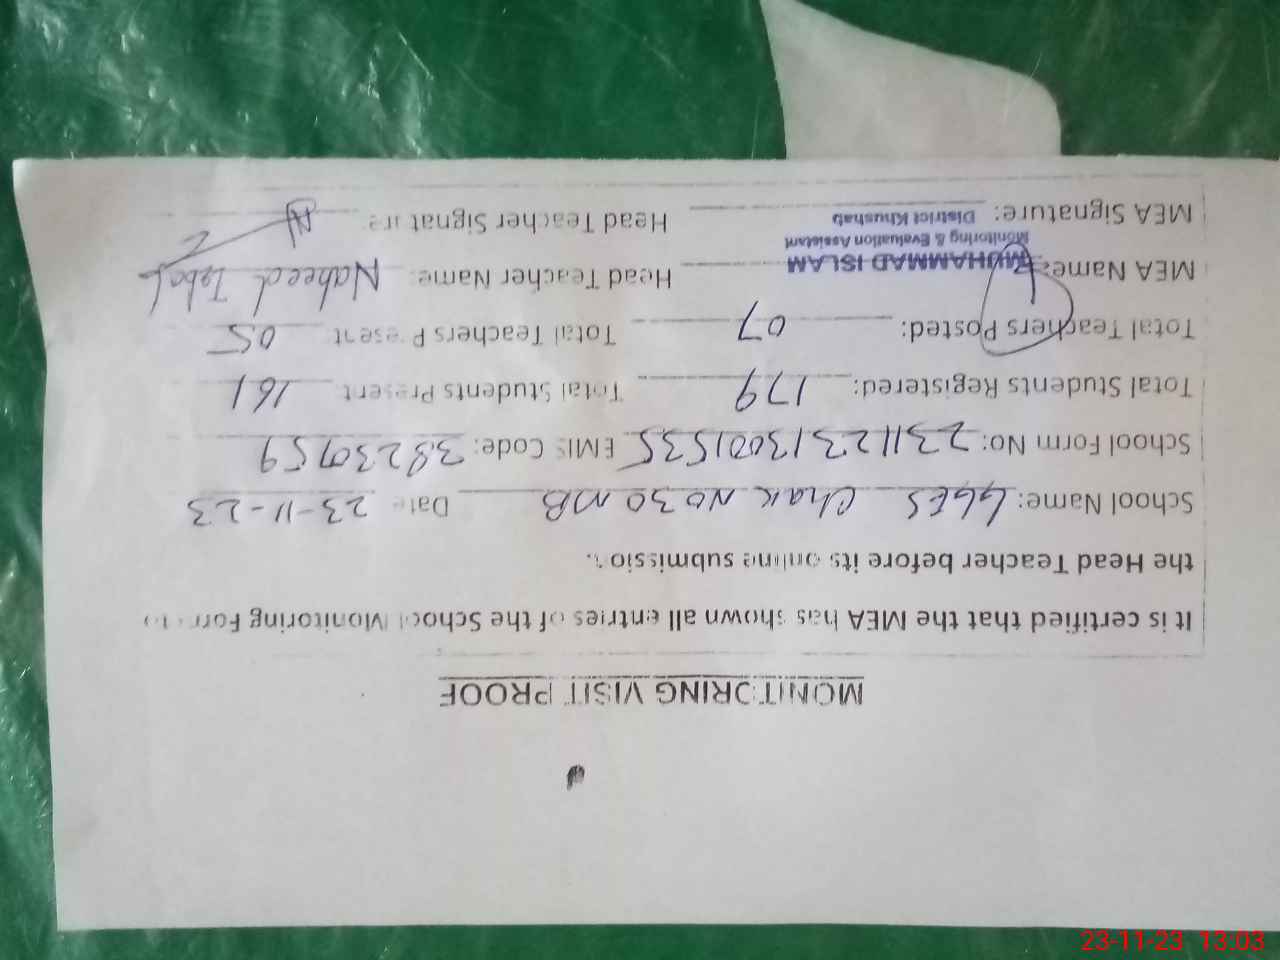 MONITORING VISIT PROOF
It is certified that the MEA has shown all entries of the School Monitoring Form to
the Head Teacher before its online submission.
School Name: GGES Chak No 30 MB Date 23-11-23
School Form No: 23112313001535 EMIS Code: 38230759
Total Students Registered: 179 Total Students Present 161
Total Teachers Posted: 07 Total Teachers Present 05
MEA Name: MUHAMMAD ISLAM Head Teacher Name: Naheed Iqbal
Monitoring & Evaluation Assistant
District Khushab
MEA Signature: Head Teacher Signature:
23-11-23 13:03